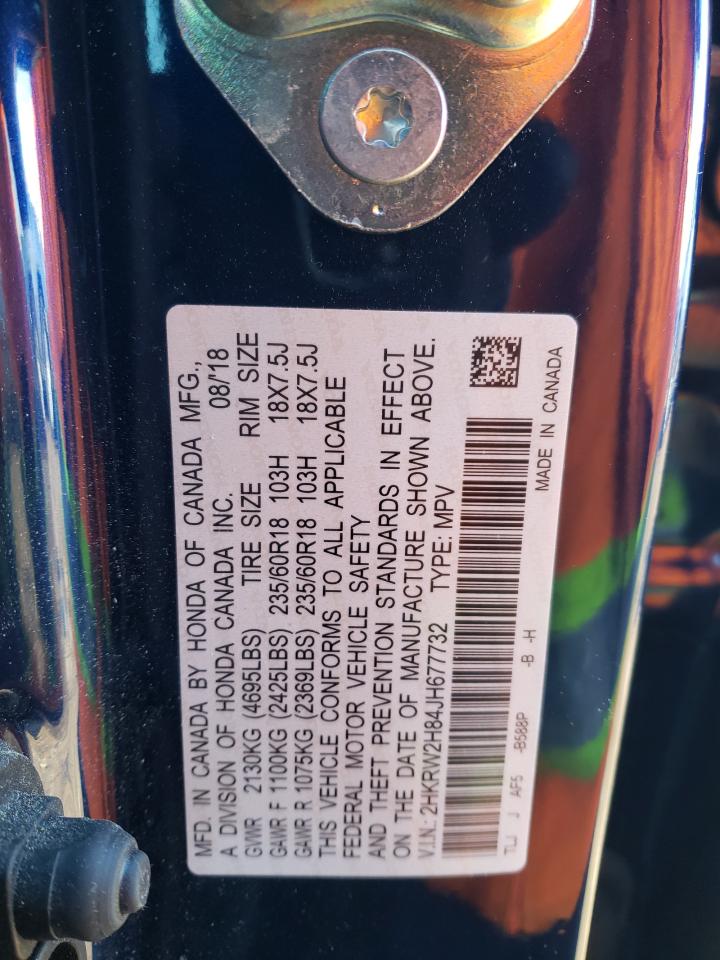 MFD. IN CANADA BY HONDA OF CANADA MFG.,
A DIVISION OF HONDA CANADA INC. 08/18
GVWR 2130KG (4695LBS) TIRE SIZE RIM SIZE
GAWR F 1100KG (2425LBS) 235/60R18 103H 18X7.5J
GAWR R 1075KG (2369LBS) 235/60R18 103H 18X7.5J
THIS VEHICLE CONFORMS TO ALL APPLICABLE
FEDERAL MOTOR VEHICLE SAFETY
AND THEFT PREVENTION STANDARDS IN EFFECT
ON THE DATE OF MANUFACTURE SHOWN ABOVE.
V.I.N.: 2HKRW2H84JH677732 TYPE: MPV
TLJ J AF5 -B588P -B -H
MADE IN CANADA